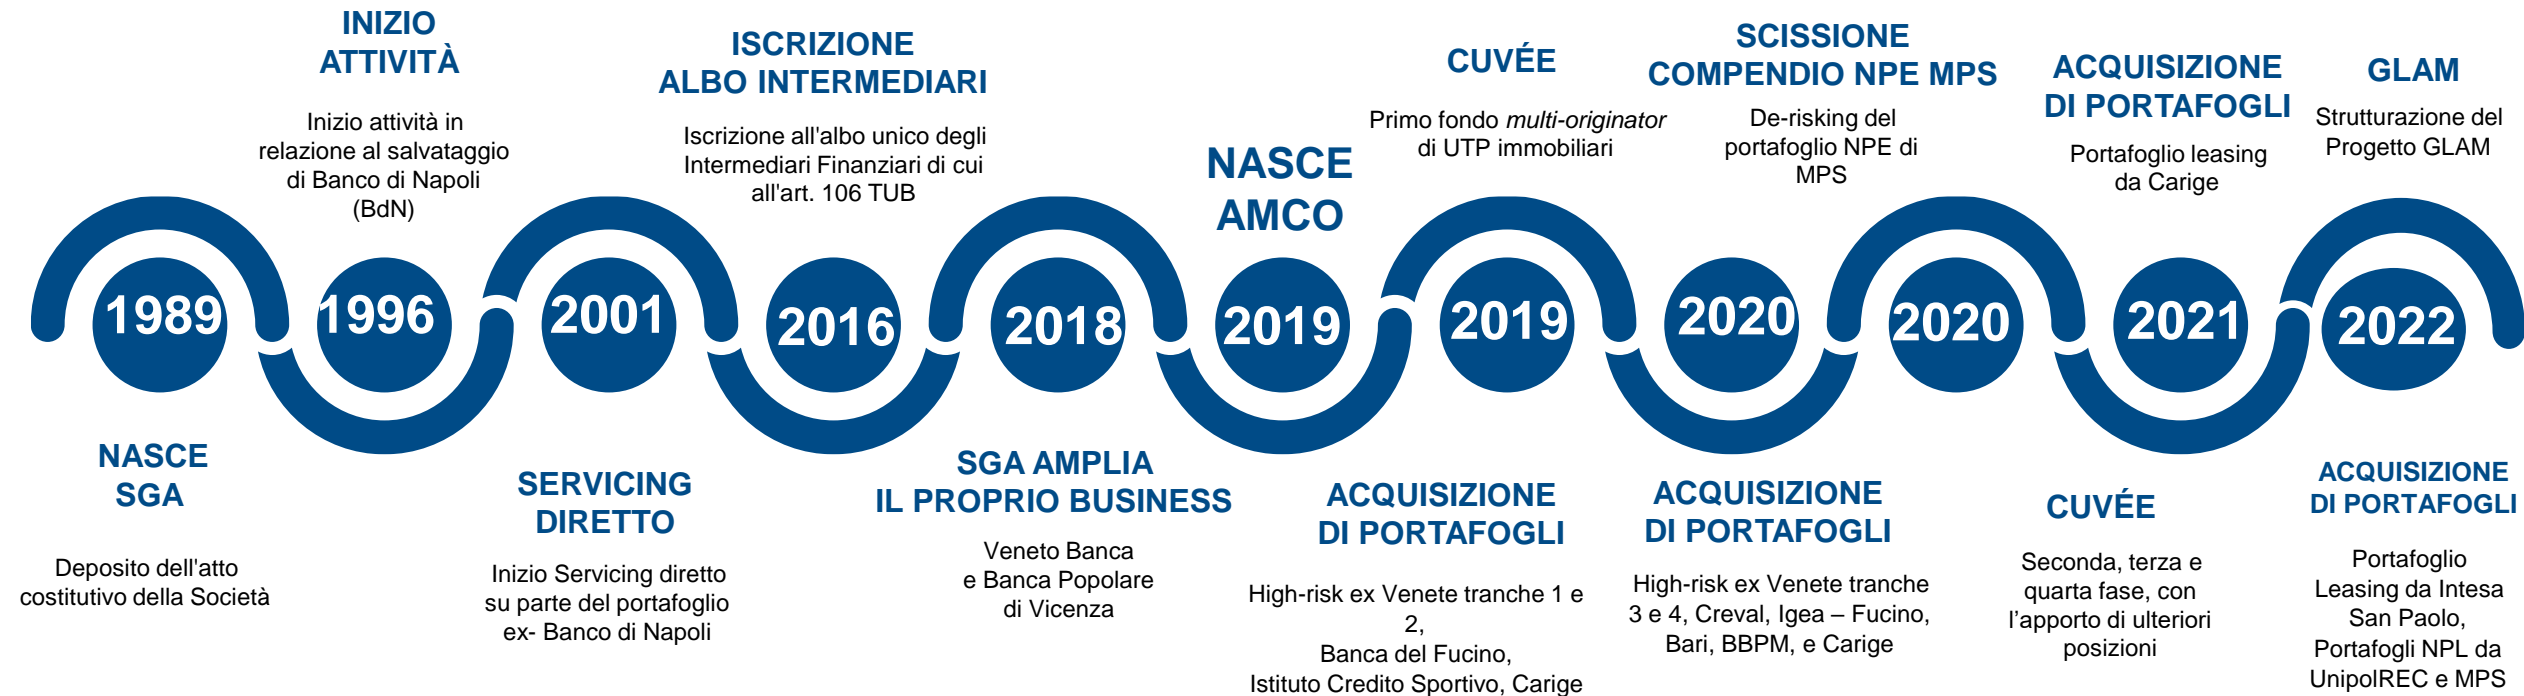 INIZIO
ATTIVITÀ
Inizio attività in
relazione al salvataggio
di Banco di Napoli
(BdN)
ISCRIZIONE
ALBO INTERMEDIARI
Iscrizione all'albo unico degli
Intermediari Finanziari di cui
all'art. 106 TUB
NASCE
AMCO
CUVÉE
Primo fondo multi-originator
di UTP immobiliari
SCISSIONE
COMPENDIO NPE MPS
De-risking del
portafoglio NPE di
MPS
ACQUISIZIONE
DI PORTAFOGLI
Portafoglio leasing
da Carige
GLAM
Strutturazione del
Progetto GLAM
1989
1996
2001
2016
2018
2019
2019
2020
2020
2021
2022
NASCE
SGA
Deposito dell'atto
costitutivo della Società
SERVICING
DIRETTO
Inizio Servicing diretto
su parte del portafoglio
ex- Banco di Napoli
SGA AMPLIA
IL PROPRIO BUSINESS
Veneto Banca
e Banca Popolare
di Vicenza
ACQUISIZIONE
DI PORTAFOGLI
High-risk ex Venete tranche 1 e
2,
Banca del Fucino,
Istituto Credito Sportivo, Carige
ACQUISIZIONE
DI PORTAFOGLI
High-risk ex Venete tranche
3 e 4, Creval, Igea – Fucino,
Bari, BBPM, e Carige
CUVÉE
Seconda, terza e
quarta fase, con
l’apporto di ulteriori
posizioni
ACQUISIZIONE
DI PORTAFOGLI
Portafoglio
Leasing da Intesa
San Paolo,
Portafogli NPL da
UnipolREC e MPS